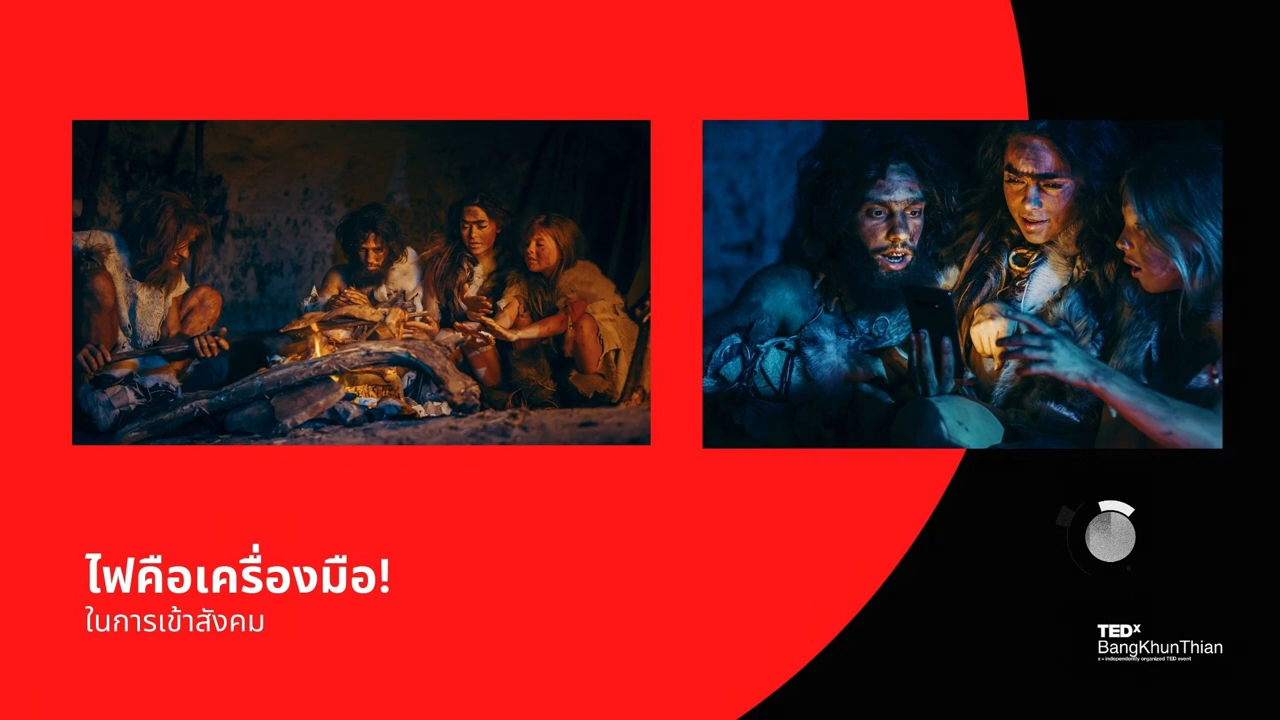 ไฟคือเครื่องมือ!
ในการเข้าสังคม
TEDx
BangKhunThian
x = independently organized TED event